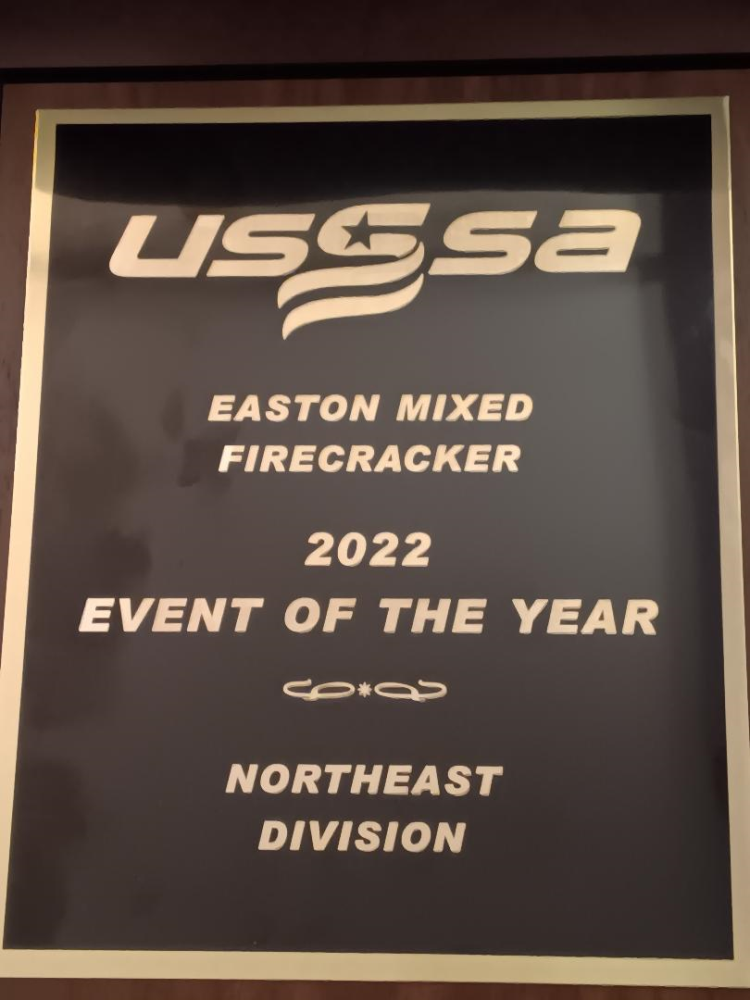 usssa
EASTON MIXED
FIRECRACKER
2022
EVENT OF THE YEAR
NORTHEAST
DIVISION